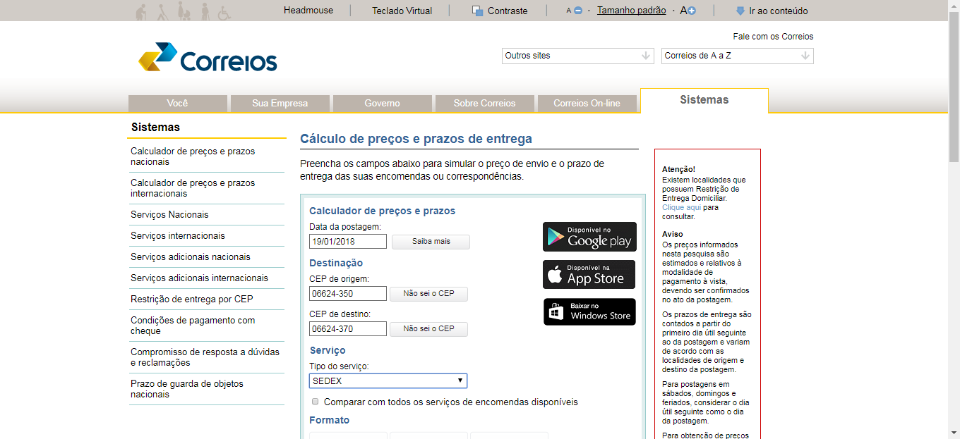 Headmouse
Teclado Virtual
Contraste
A
Tamanho padrão
A
Ir ao conteúdo
Fale com os Correios
Correios
Outros sites
Correios de A a Z
Você
Sua Empresa
Governo
Sobre Correios
Correios On-line
Sistemas
Sistemas
Calculador de preços e prazos
nacionais
Calculador de preços e prazos
internacionais
Serviços Nacionais
Serviços internacionais
Serviços adicionais nacionais
Serviços adicionais internacionais
Restrição de entrega por CEP
Condições de pagamento com
cheque
Compromisso de resposta a dúvidas
e reclamações
Prazo de guarda de objetos
nacionais
Cálculo de preços e prazos de entrega
Preencha os campos abaixo para simular o preço de envio e o prazo de
entrega das suas encomendas ou correspondências.
Calculador de preços e prazos
Data da postagem:
19/01/2018
Saiba mais
Destinação
CEP de origem:
06624-350
Não sei o CEP
CEP de destino:
06624-370
Não sei o CEP
Serviço
Tipo do serviço:
SEDEX
Comparar com todos os serviços de encomendas disponíveis
Formato
Disponível no
Google play
Disponível na
App Store
Baixar no
Windows Store
Atenção!
Existem localidades que
possuem Restrição de
Entrega Domiciliar.
Clique aqui para
consultar.
Aviso
Os preços informados
nesta pesquisa são
estimados e relativos à
modalidade de
pagamento à vista,
devendo ser confirmados
no ato da postagem.
Os prazos de entrega são
contados a partir do
primeiro dia útil seguinte
ao da postagem e variam
de acordo com as
localidades de origem e
destino da postagem.
Para postagens em
sábados, domingos e
feriados, considerar o dia
útil seguinte como o dia
da postagem.
Para obtenção de preços